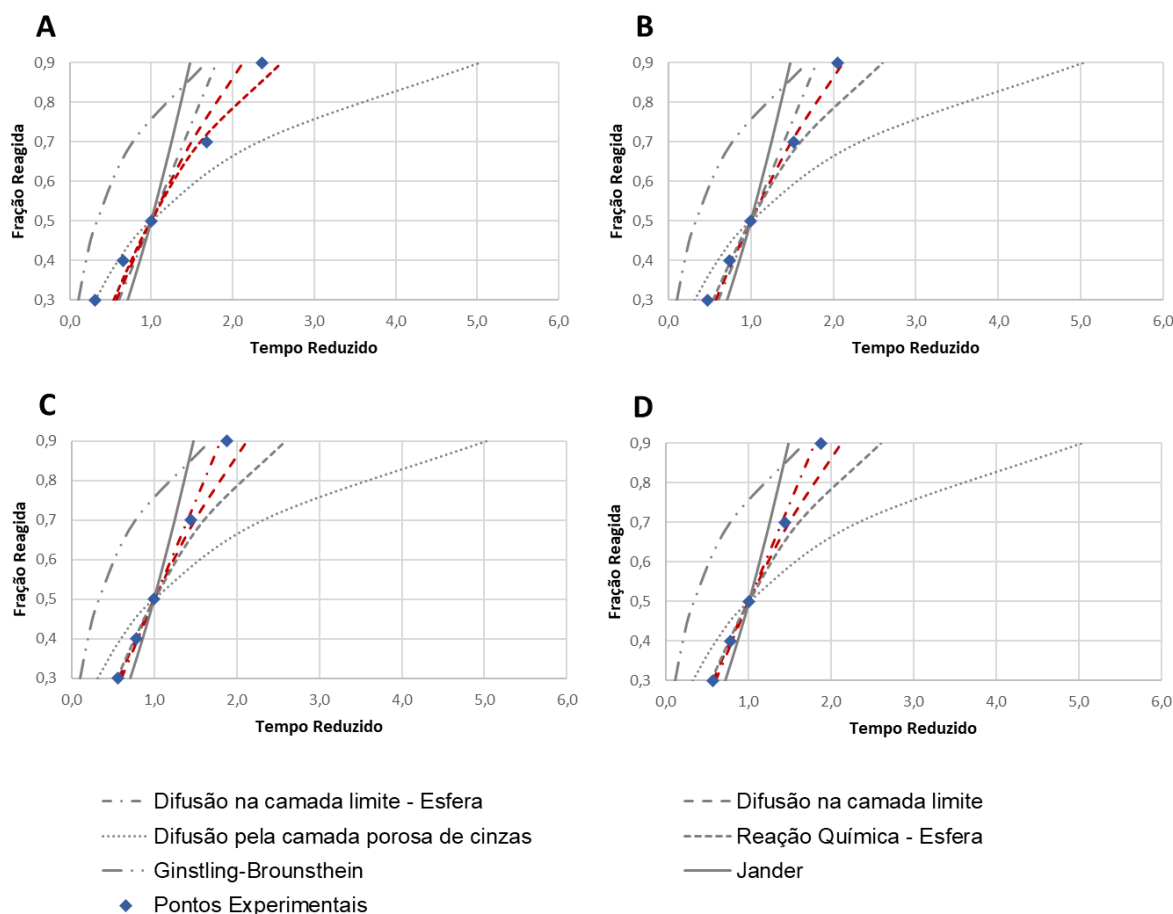 A
Fração Reagida
0,9
0,8
0,7
0,6
0,5
0,4
0,3
0,0 1,0 2,0 3,0 4,0 5,0 6,0
Tempo Reduzido
B
Fração Reagida
0,9
0,8
0,7
0,6
0,5
0,4
0,3
0,0 1,0 2,0 3,0 4,0 5,0 6,0
Tempo Reduzido
C
Fração Reagida
0,9
0,8
0,7
0,6
0,5
0,4
0,3
0,0 1,0 2,0 3,0 4,0 5,0 6,0
Tempo Reduzido
D
Fração Reagida
0,9
0,8
0,7
0,6
0,5
0,4
0,3
0,0 1,0 2,0 3,0 4,0 5,0 6,0
Tempo Reduzido
Difusão na camada limite - Esfera
Difusão na camada limite
Difusão pela camada porosa de cinzas
Reação Química - Esfera
Ginstling-Brounsthein
Jander
Pontos Experimentais